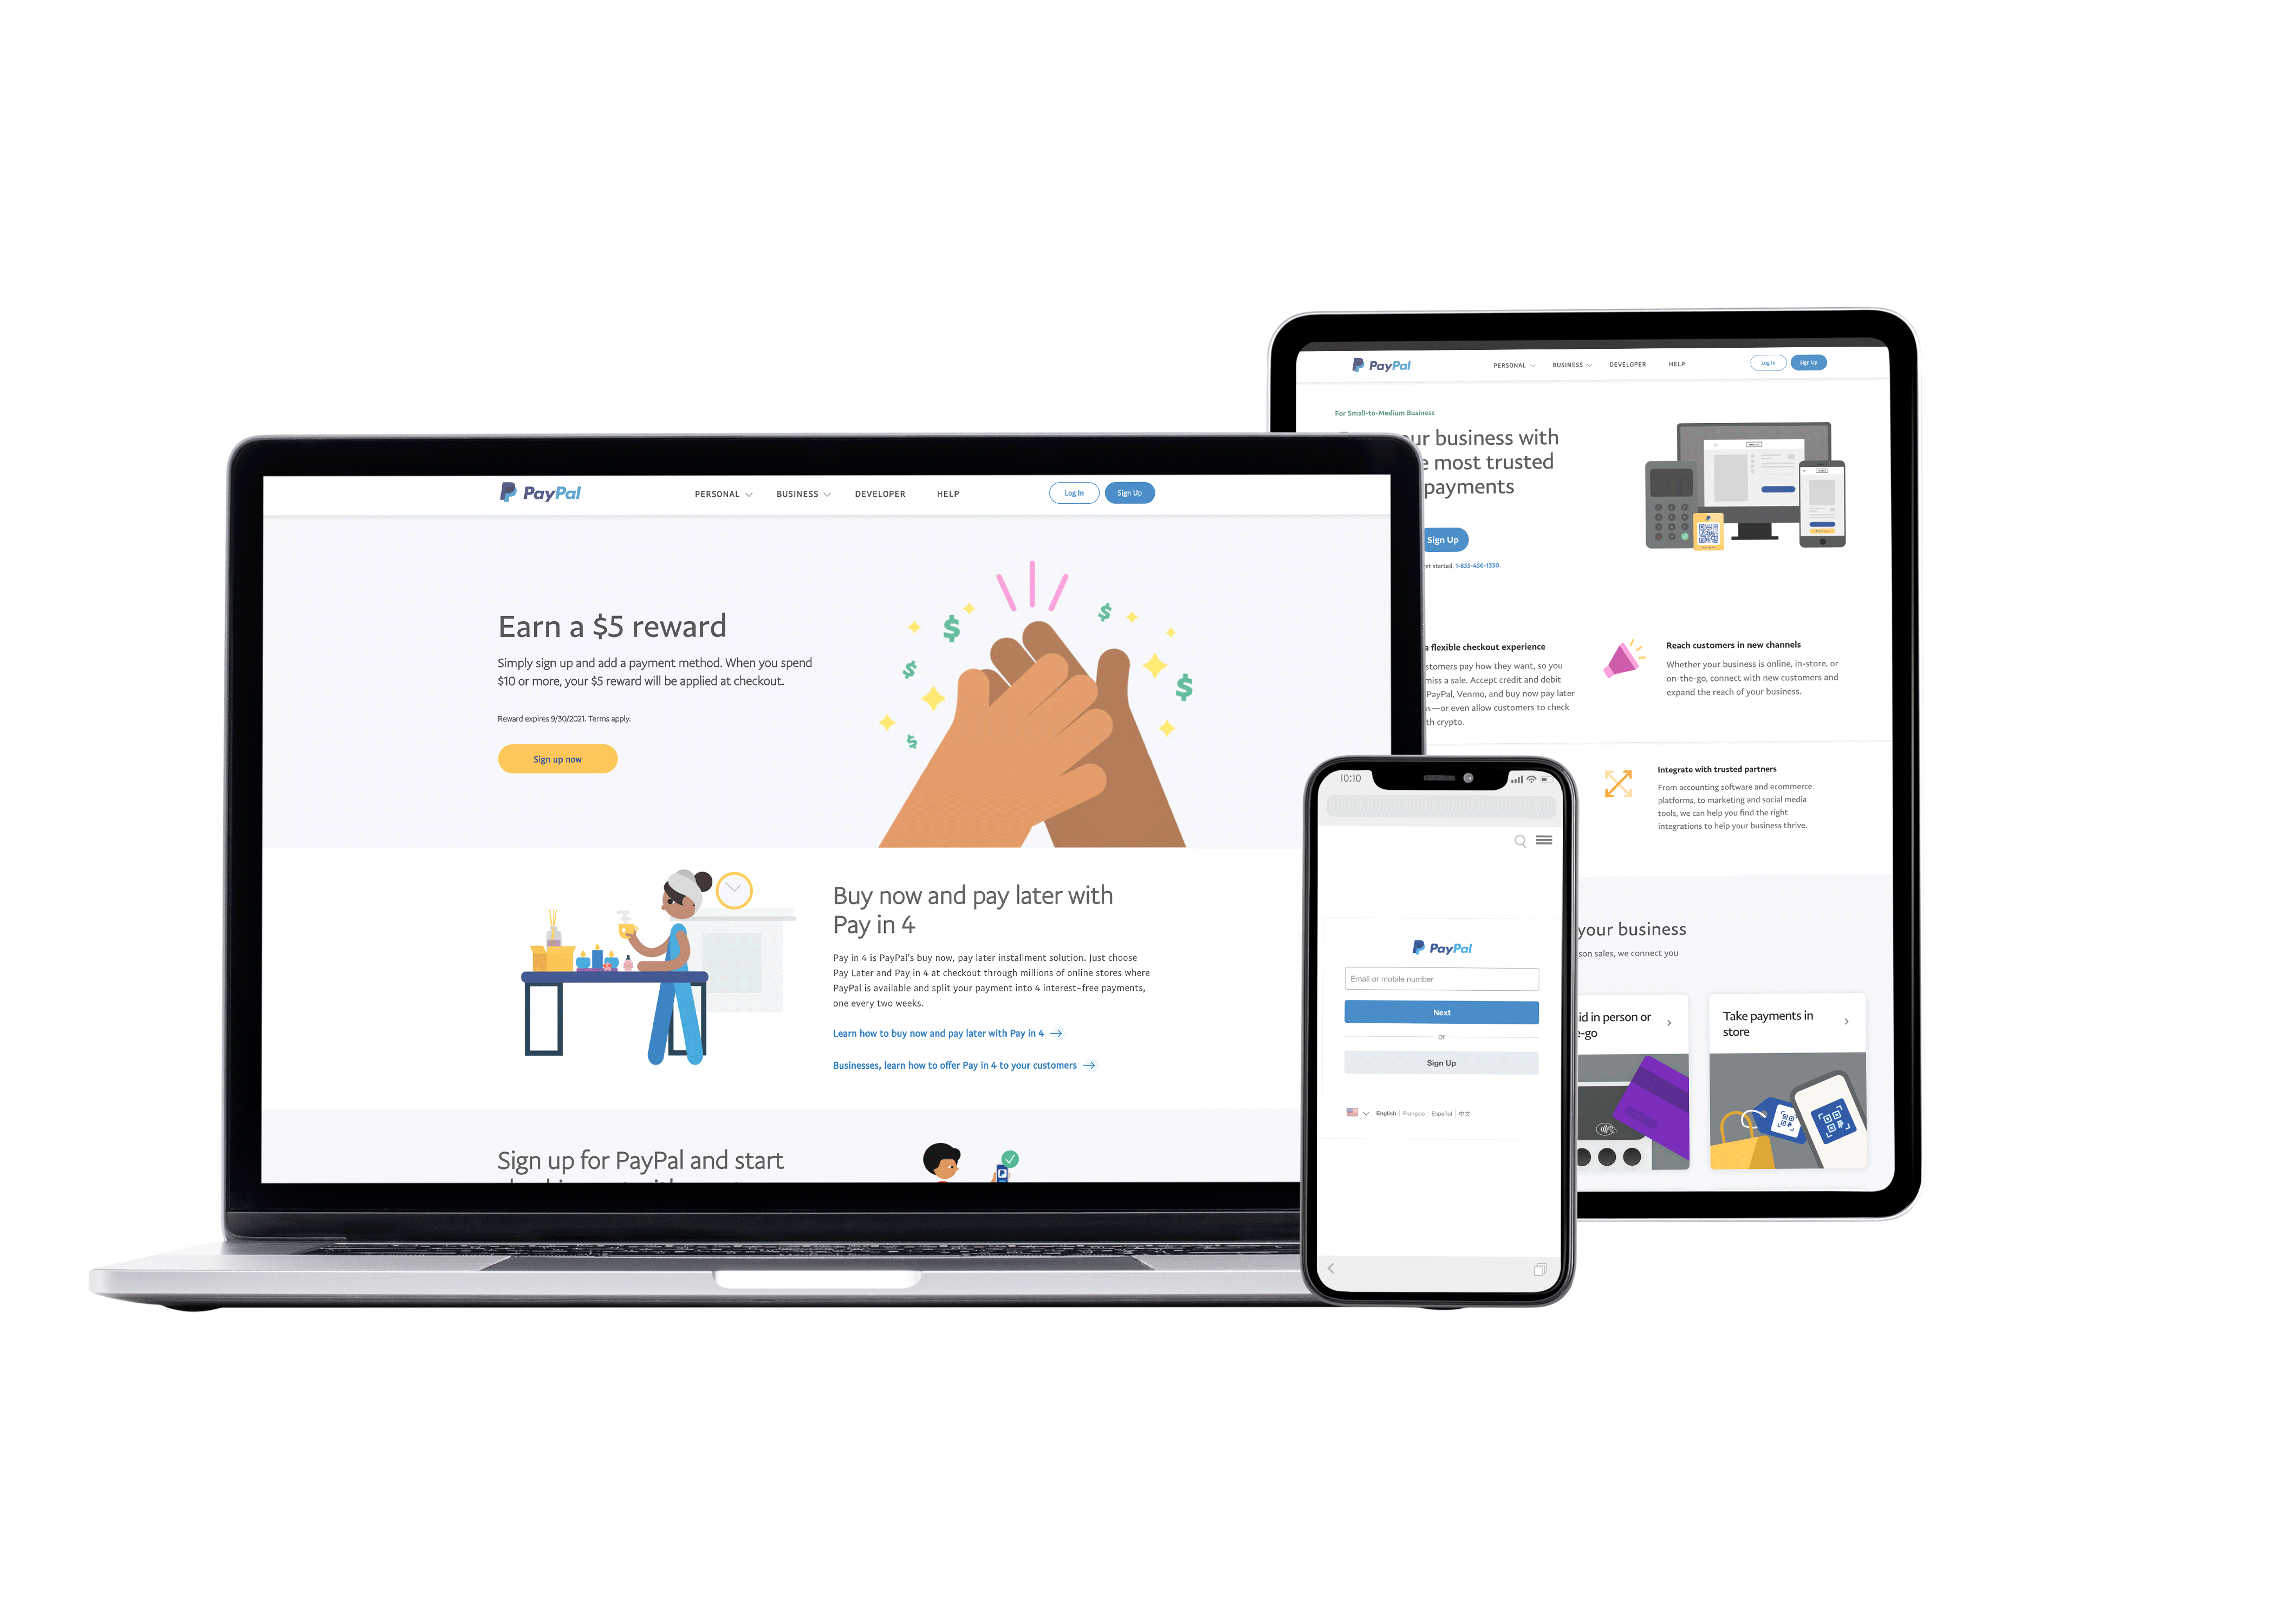 PayPal
PERSONAL
BUSINESS
DEVELOPER
HELP
Log In
Sign Up
Earn a $5 reward
Simply sign up and add a payment method. When you spend
$10 or more, your $5 reward will be applied at checkout.
Reward expires 9/30/2021. Terms apply.
Sign up now
Buy now and pay later with
Pay in 4
Pay in 4 is PayPal's buy now, pay later installment solution. Just choose
Pay Later and Pay in 4 at checkout through millions of online stores where
PayPal is available and split your payment into 4 interest-free payments,
one every two weeks.
Learn how to buy now and pay later with Pay in 4
Businesses, learn how to offer Pay in 4 to your customers
Sign up for PayPal and start
PayPal
PERSONAL
BUSINESS
DEVELOPER
HELP
Log In
Sign Up
For Small-to-Medium Business
ur business with
e most trusted
payments
Sign Up
et started, 1-855-456-1330.
a flexible checkout experience
stomers pay how they want, so you
miss a sale. Accept credit and debit
PayPal, Venmo, and buy now pay later
s—or even allow customers to check
th crypto.
Reach customers in new channels
Whether your business is online, in-store, or
on-the-go, connect with new customers and
expand the reach of your business.
Integrate with trusted partners
From accounting software and ecommerce
platforms, to marketing and social media
tools, we can help you find the right
integrations to help your business thrive.
your business
son sales, we connect you
id in person or
e-go
Take payments in
store
10:10
PayPal
Email or mobile number
Next
or
Sign Up
English
Français
Español
中文